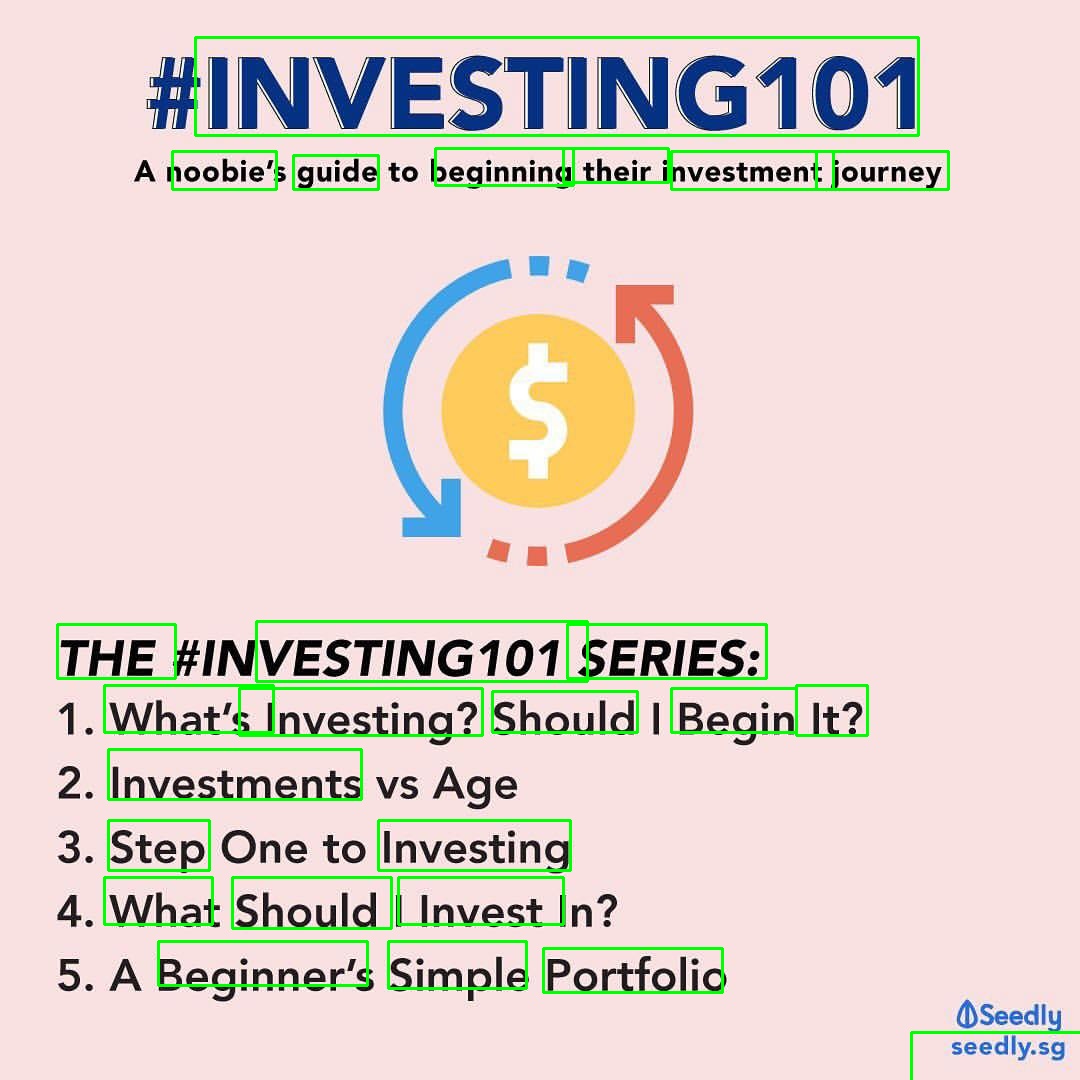 #INVESTING101
A noobie's guide to beginning their investment journey
$
THE #INVESTING101 SERIES:
1. What's Investing? Should I Begin It?
2. Investments vs Age
3. Step One to Investing
4. What Should I Invest In?
5. A Beginner's Simple Portfolio
Seedly
seedly.sg